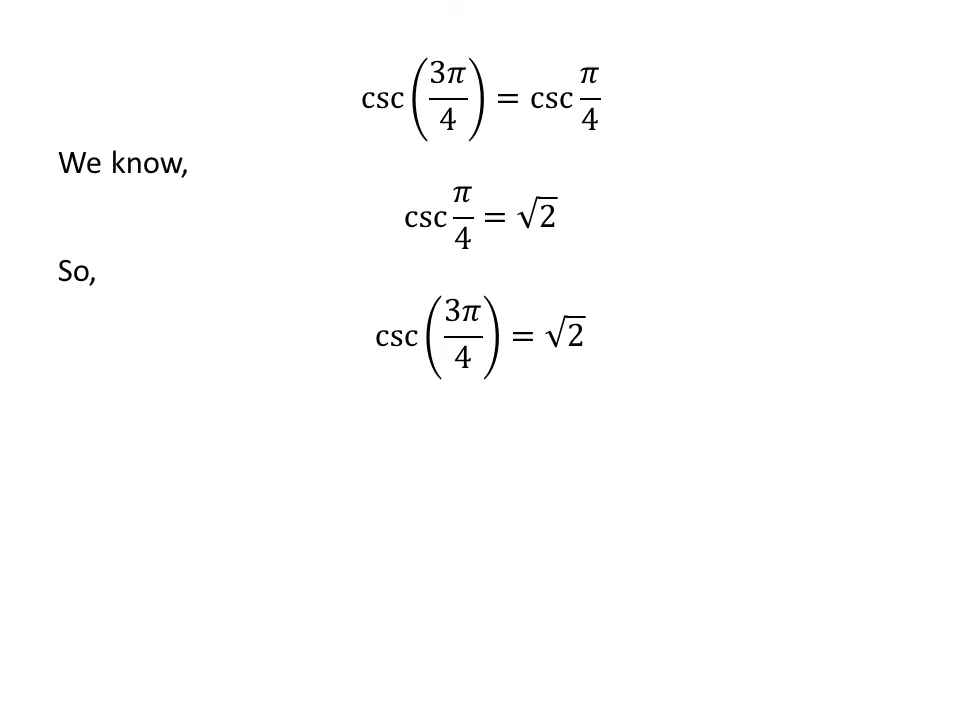 csc(3π/4) = csc π/4
We know,
csc π/4 = √2
So,
csc(3π/4) = √2